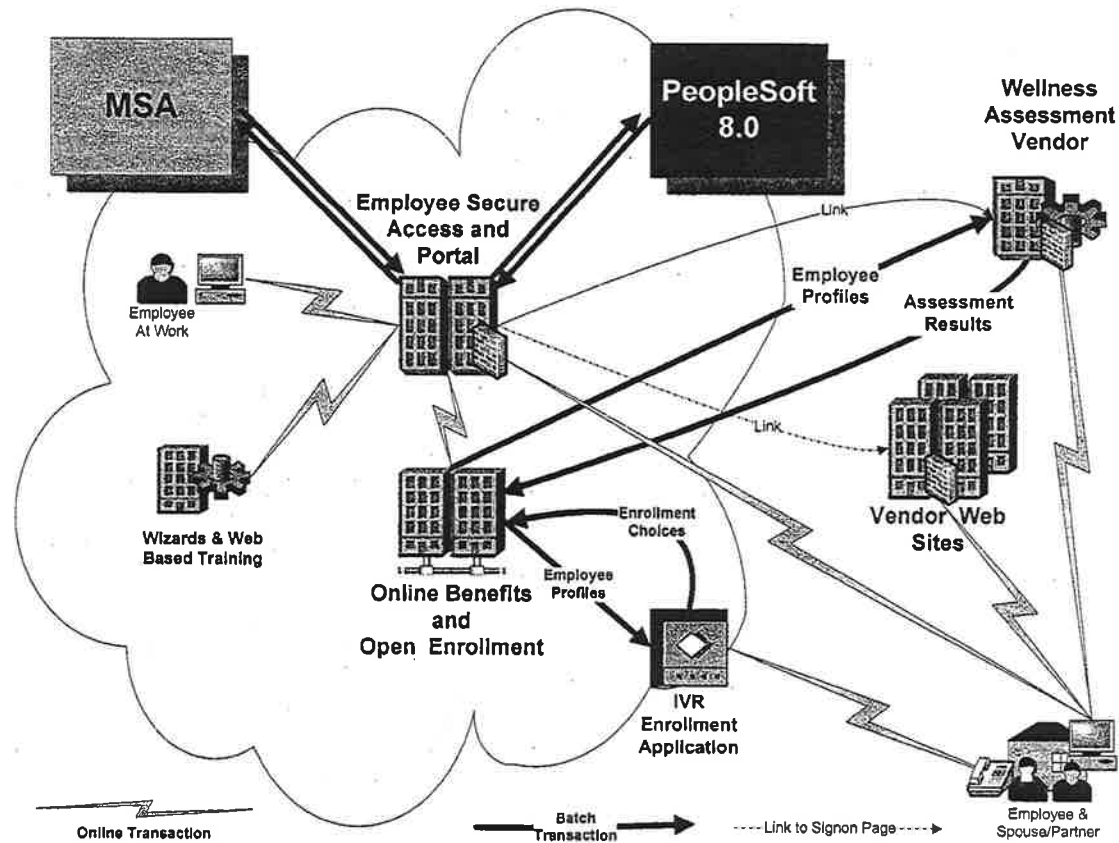 MSA
PeopleSoft
8.0
Wellness
Assessment
Vendor
Employee Secure
Access and
Portal
Link
Employee
At Work
Employee
Profiles
Assessment
Results
Link
Wizards & Web
Based Training
Vendor Web
Sites
Enrollment
Choices
Employee
Profiles
Online Benefits
and
Open Enrollment
IVR
Enrollment
Application
Employee &
Spouse/Partner
Online Transaction
Batch
Transaction
Link to Signon Page